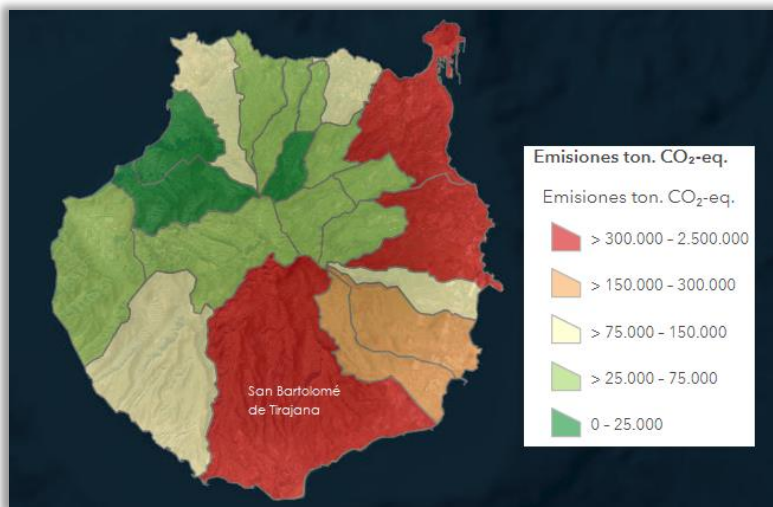 San Bartolomé
de Tirajana
Emisiones ton. CO₂-eq.
Emisiones ton. CO₂-eq.
> 300.000 - 2.500.000
> 150.000 - 300.000
> 75.000 - 150.000
> 25.000 - 75.000
0 - 25.000